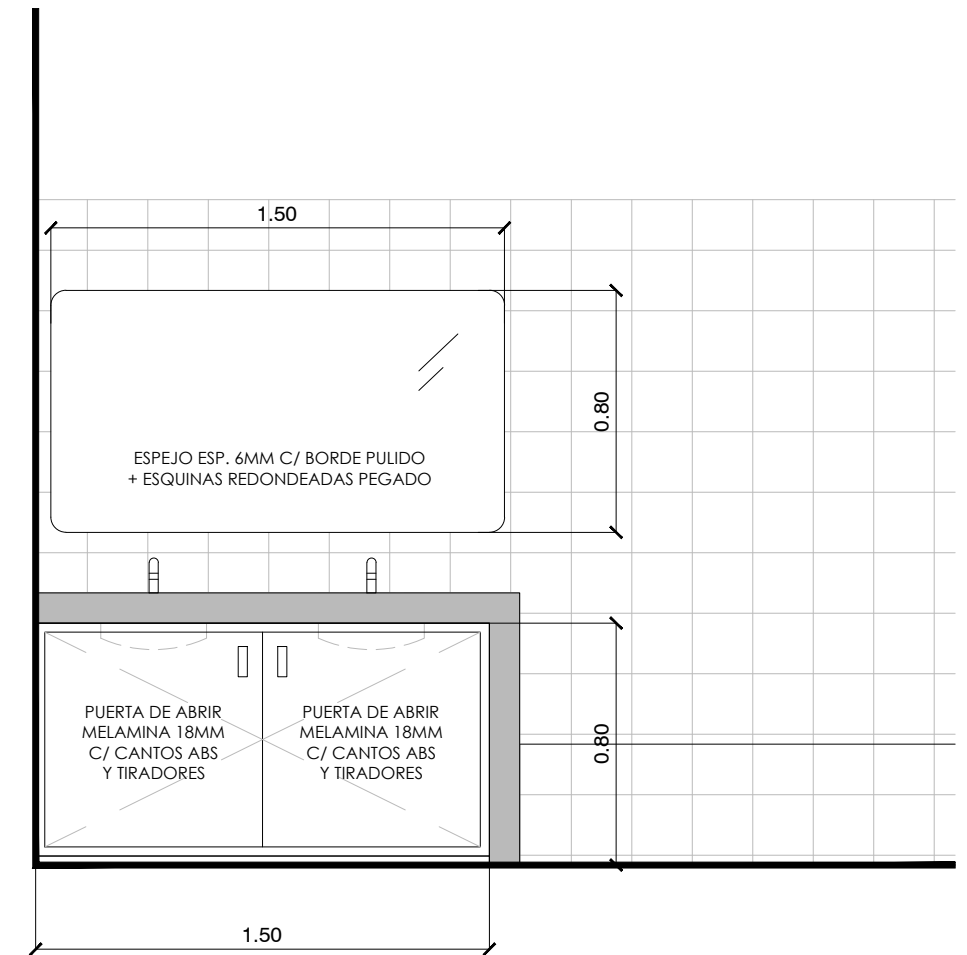 1.50
0.80
ESPEJO ESP. 6MM C/ BORDE PULIDO
+ ESQUINAS REDONDEADAS PEGADO
PUERTA DE ABRIR
MELAMINA 18MM
C/ CANTOS ABS
Y TIRADORES
PUERTA DE ABRIR
MELAMINA 18MM
C/ CANTOS ABS
Y TIRADORES
0.80
1.50